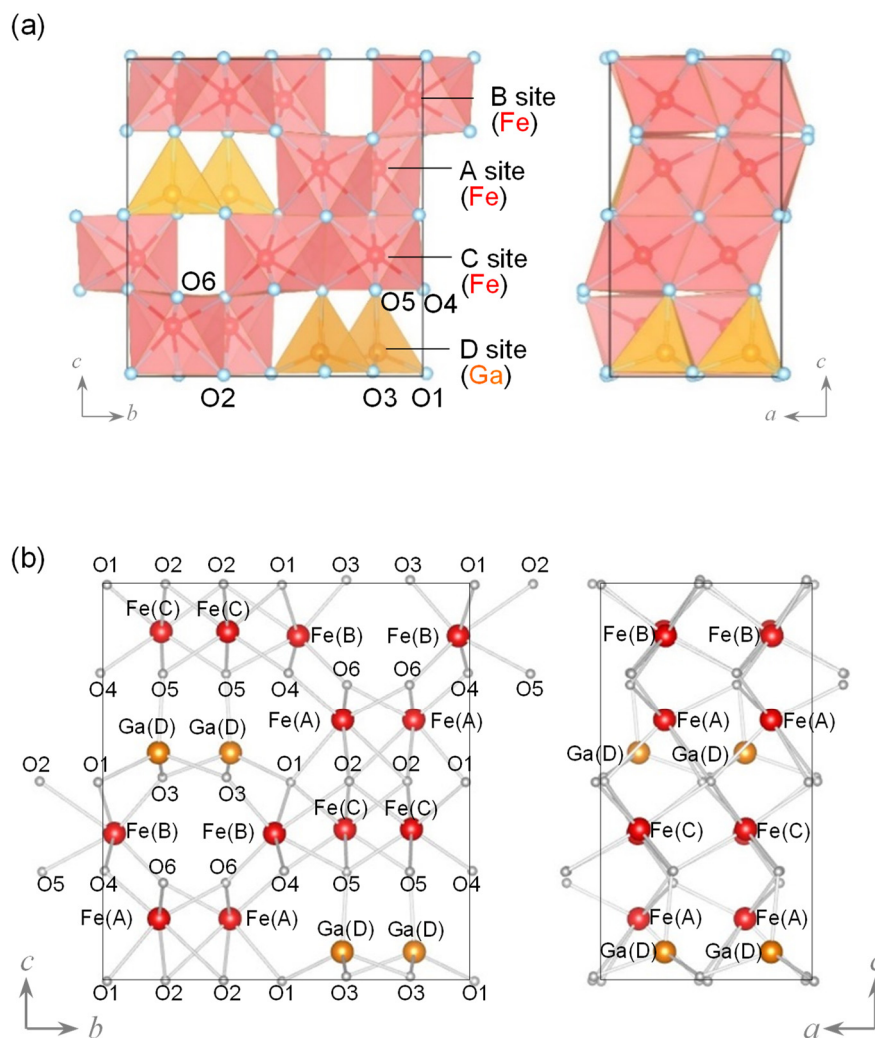 (a)
B site
(Fe)
A site
(Fe)
C site
(Fe)
O6
O5 O4
D site
(Ga)
O2 O3 O1
c
b
c
a
(b)
O1 O2 O2 O1 O3 O3 O1 O2
Fe(C) Fe(C)
Fe(B) Fe(B)
Fe(B) Fe(B)
O4 O5 O5 O4 O6 O6 O4 O5
Fe(A) Fe(A)
Fe(A) Fe(A)
Ga(D) Ga(D)
Ga(D) Ga(D)
O2 O1 O3 O3 O1 O2 O2 O1
Fe(C) Fe(C)
Fe(B) Fe(B)
Fe(C) Fe(C)
O5 O4 O6 O6 O4 O5 O5 O4
Fe(A) Fe(A)
Fe(A) Fe(A)
Ga(D) Ga(D)
Ga(D) Ga(D)
O1 O2 O2 O1 O3 O3 O1
c
b
c
a